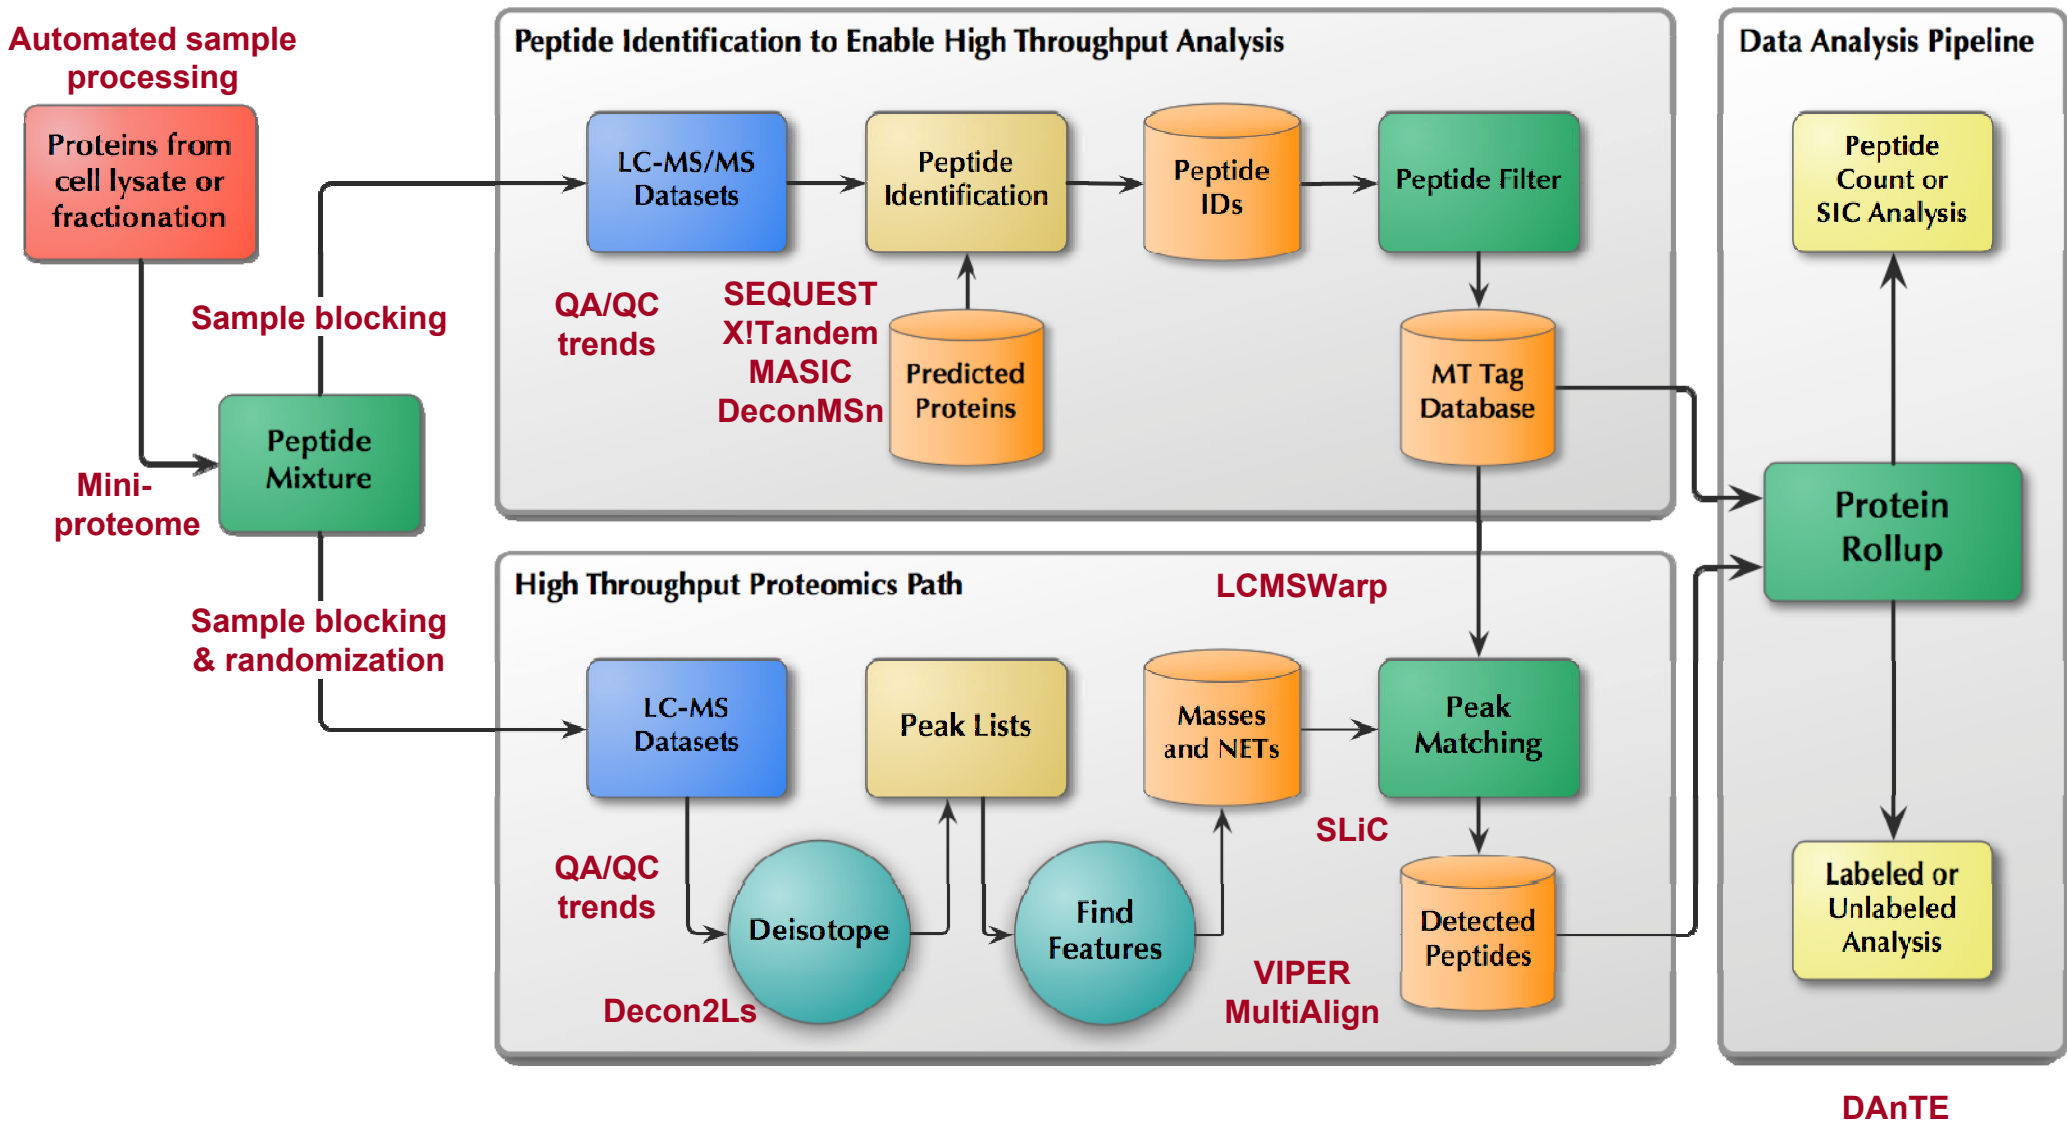 Automated sample
processing
Proteins from
cell lysate or
fractionation
Sample blocking
Peptide
Mixture
Mini-
proteome
Sample blocking
& randomization
Peptide Identification to Enable High Throughput Analysis
LC-MS/MS
Datasets
Peptide
Identification
Peptide
IDs
Peptide Filter
QA/QC
trends
SEQUEST
X!Tandem
MASIC
DeconMSn
Predicted
Proteins
MT Tag
Database
High Throughput Proteomics Path
LCMSWarp
LC-MS
Datasets
Peak Lists
Masses
and NETs
Peak
Matching
QA/QC
trends
Deisotope
Decon2Ls
Find
Features
SLiC
VIPER
MultiAlign
Detected
Peptides
Data Analysis Pipeline
Peptide
Count or
SIC Analysis
Protein
Rollup
Labeled or
Unlabeled
Analysis
DAnTE